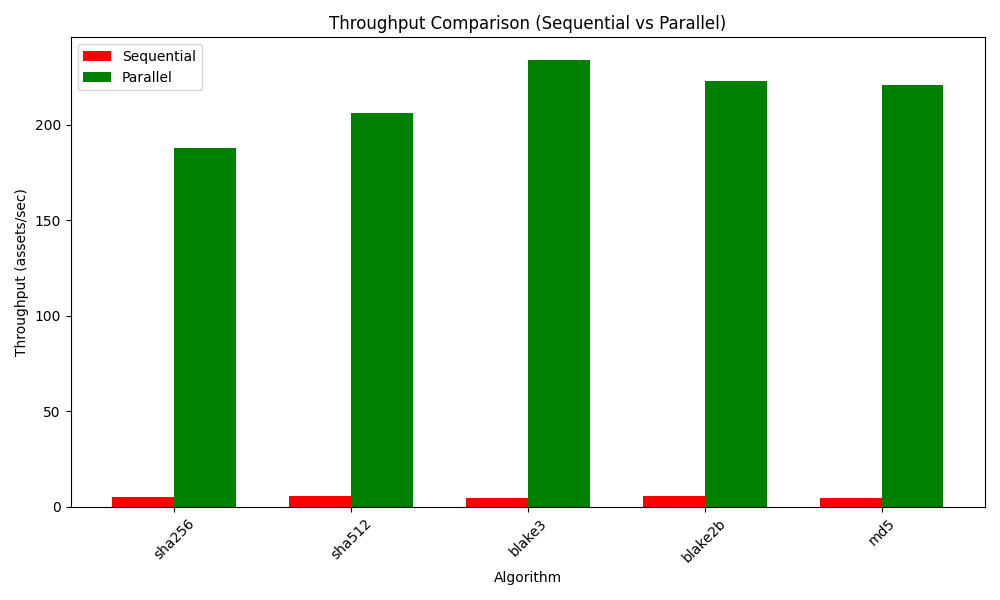 Throughput Comparison (Sequential vs Parallel)
Sequential
Parallel
Throughput (assets/sec)
200
150
100
50
0
sha256
sha512
blake3
blake2b
md5
Algorithm